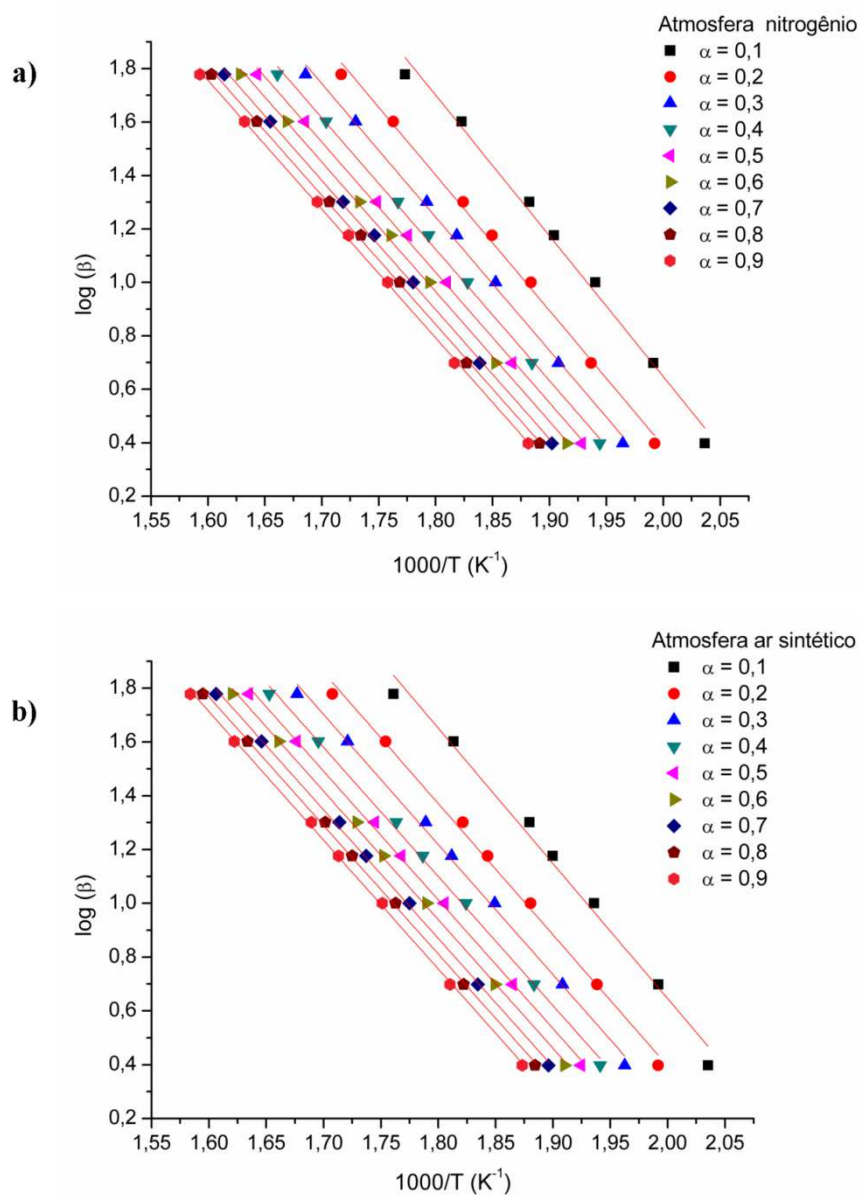 a)
Atmosfera nitrogênio
α = 0,1
α = 0,2
α = 0,3
α = 0,4
α = 0,5
α = 0,6
α = 0,7
α = 0,8
α = 0,9
log (β)
1,8
1,6
1,4
1,2
1,0
0,8
0,6
0,4
0,2
1,55 1,60 1,65 1,70 1,75 1,80 1,85 1,90 1,95 2,00 2,05
1000/T (K⁻¹)
b)
Atmosfera ar sintético
α = 0,1
α = 0,2
α = 0,3
α = 0,4
α = 0,5
α = 0,6
α = 0,7
α = 0,8
α = 0,9
log (β)
1,8
1,6
1,4
1,2
1,0
0,8
0,6
0,4
0,2
1,55 1,60 1,65 1,70 1,75 1,80 1,85 1,90 1,95 2,00 2,05
1000/T (K⁻¹)